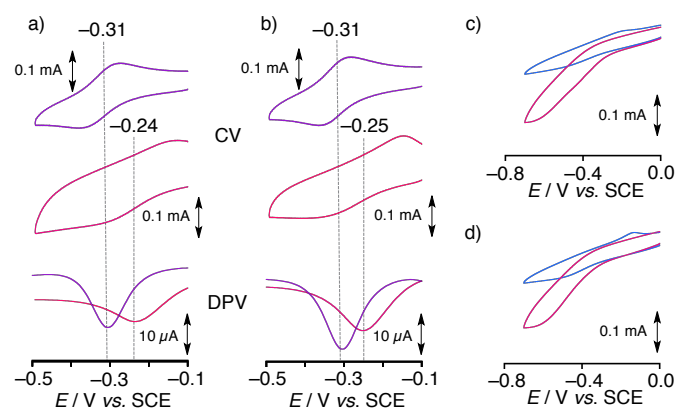 a)
−0.31
0.1 mA
−0.24
0.1 mA
10 µA
−0.5
−0.3
−0.1
E / V vs. SCE
CV
DPV
b)
−0.31
0.1 mA
−0.25
0.1 mA
10 µA
−0.5
−0.3
−0.1
E / V vs. SCE
c)
0.1 mA
−0.8
−0.4
0.0
E / V vs. SCE
d)
0.1 mA
−0.8
−0.4
0.0
E / V vs. SCE